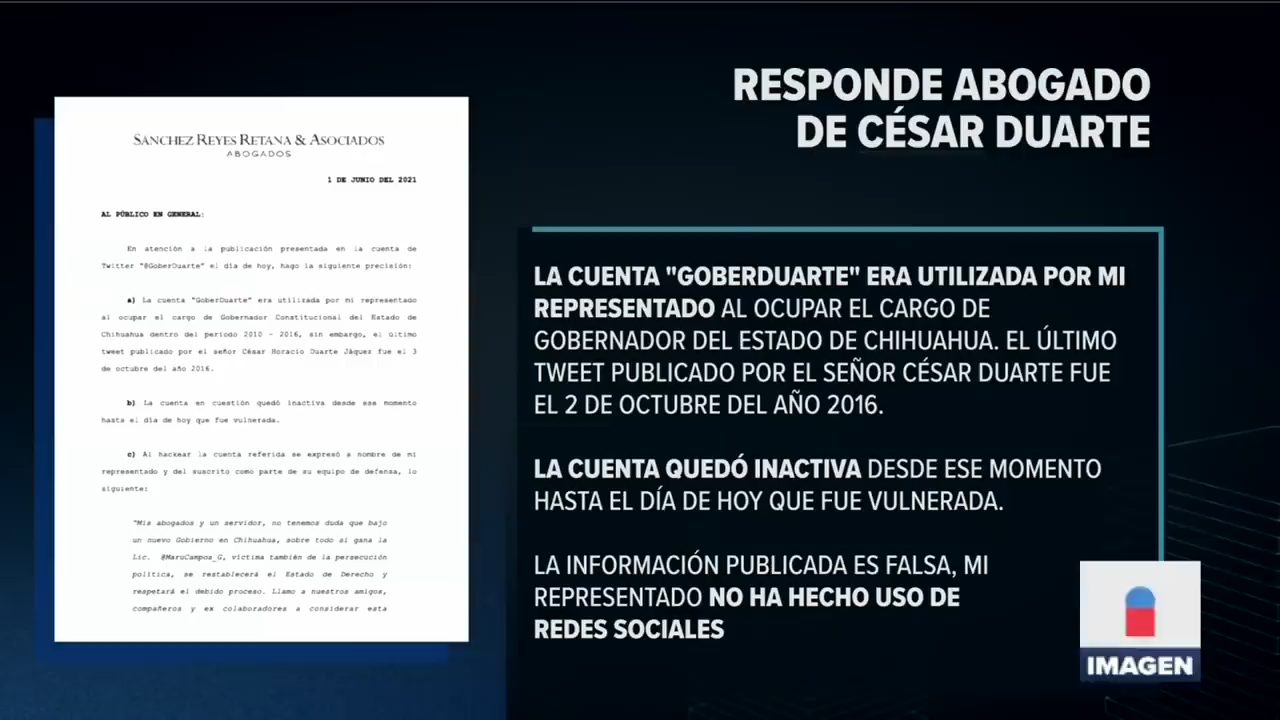 RESPONDE ABOGADO
DE CÉSAR DUARTE
SÁNCHEZ REYES RETANA & ASOCIADOS
ABOGADOS
1 DE JUNIO DEL 2021
AL PÚBLICO EN GENERAL:
En atención a la publicación presentada en la cuenta de
Twitter "@GoberDuarte" el día de hoy, hago la siguiente precisión:
a) La cuenta "GoberDuarte" era utilizada por mi representado
al ocupar el cargo de Gobernador Constitucional del Estado de
Chihuahua dentro del periodo 2010 - 2016, sin embargo, el último
tweet publicado por el señor César Horacio Duarte Jáquez fue el 3
de octubre del año 2016.
b) La cuenta en cuestión quedó inactiva desde ese momento
hasta el día de hoy que fue vulnerada.
c) Al hackear la cuenta referida se expresó a nombre de mi
representado y del suscrito como parte de su equipo de defensa, lo
siguiente:
"Mis abogados y un servidor, no tenemos duda que bajo
un nuevo Gobierno en Chihuahua, sobre todo si gana la
Lic. @MaruCampos_G, víctima también de la persecución
política, se restablecerá el Estado de Derecho y
respetará el debido proceso. Llamo a nuestros amigos,
compañeros y ex colaboradores a considerar esta
LA CUENTA "GOBERDUARTE" ERA UTILIZADA POR MI
REPRESENTADO AL OCUPAR EL CARGO DE
GOBERNADOR DEL ESTADO DE CHIHUAHUA. EL ÚLTIMO
TWEET PUBLICADO POR EL SEÑOR CÉSAR DUARTE FUE
EL 2 DE OCTUBRE DEL AÑO 2016.
LA CUENTA QUEDÓ INACTIVA DESDE ESE MOMENTO
HASTA EL DÍA DE HOY QUE FUE VULNERADA.
LA INFORMACIÓN PUBLICADA ES FALSA, MI
REPRESENTADO NO HA HECHO USO DE
REDES SOCIALES
IMAGEN